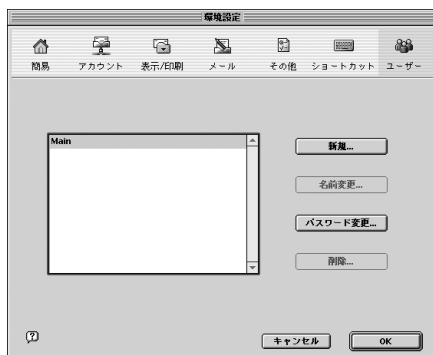 環境設定
簡易 アカウント 表示/印刷 メール その他 ショートカット ユーザー
Main
新規...
名前変更...
パスワード変更...
削除...
?
キャンセル OK